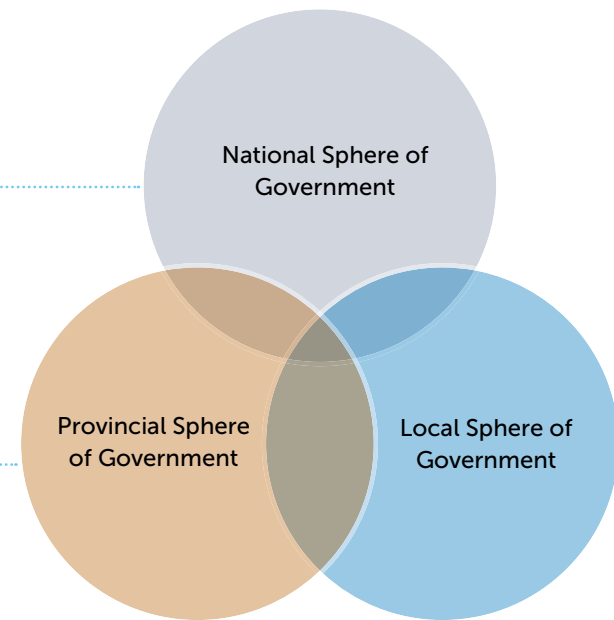 National Sphere of
Government
Provincial Sphere
of Government
Local Sphere of
Government